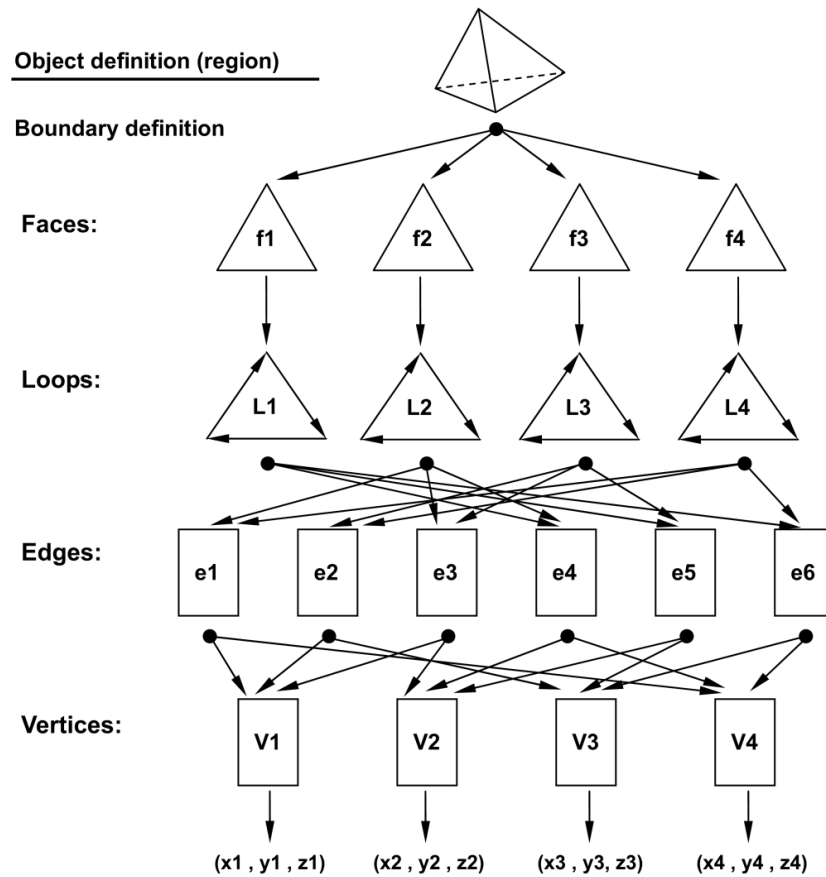 Object definition (region)
Boundary definition
Faces:
f1 f2 f3 f4
Loops:
L1 L2 L3 L4
Edges:
e1 e2 e3 e4 e5 e6
Vertices:
V1 V2 V3 V4
(x1 , y1 , z1) (x2 , y2 , z2) (x3 , y3, z3) (x4 , y4 , z4)